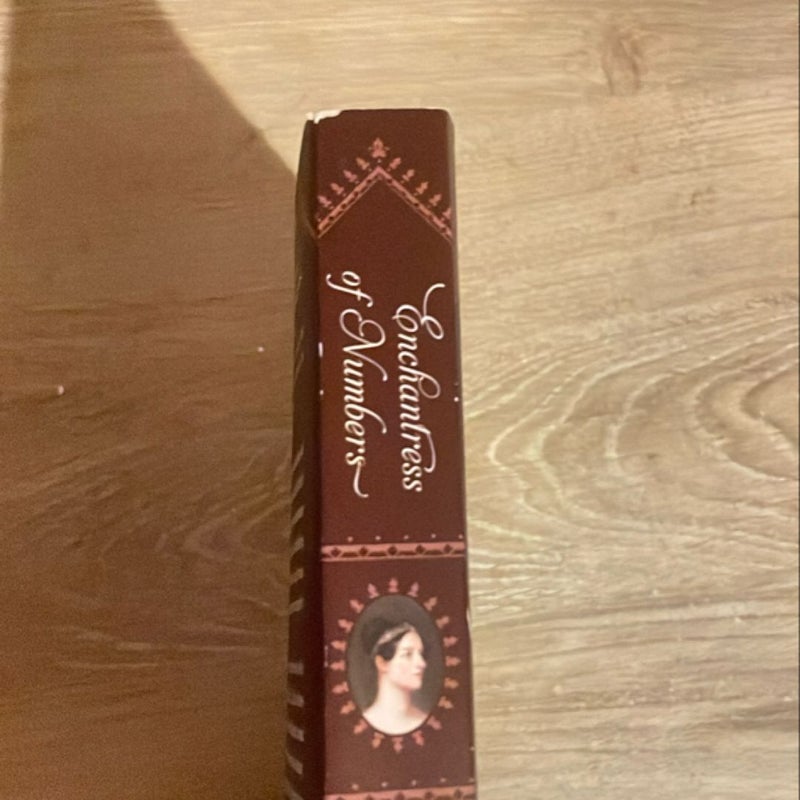 Enchantress
of Numbers